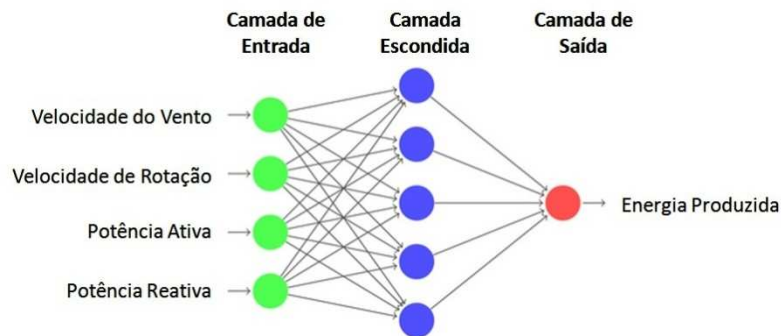 Camada de
Entrada
Camada
Escondida
Camada de
Saída
Velocidade do Vento
Velocidade de Rotação
Potência Ativa
Potência Reativa
Energia Produzida